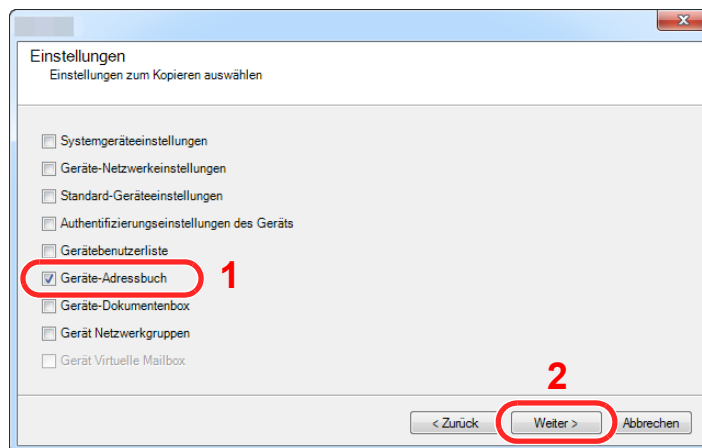 Einstellungen
Einstellungen zum Kopieren auswählen
Systemgeräteeinstellungen
Geräte-Netzwerkeinstellungen
Standard-Geräteeinstellungen
Authentifizierungseinstellungen des Geräts
Gerätebenutzerliste
Geräte-Adressbuch 1
Geräte-Dokumentenbox
Gerät Netzwerkgruppen
Gerät Virtuelle Mailbox
2
< Zurück Weiter > Abbrechen